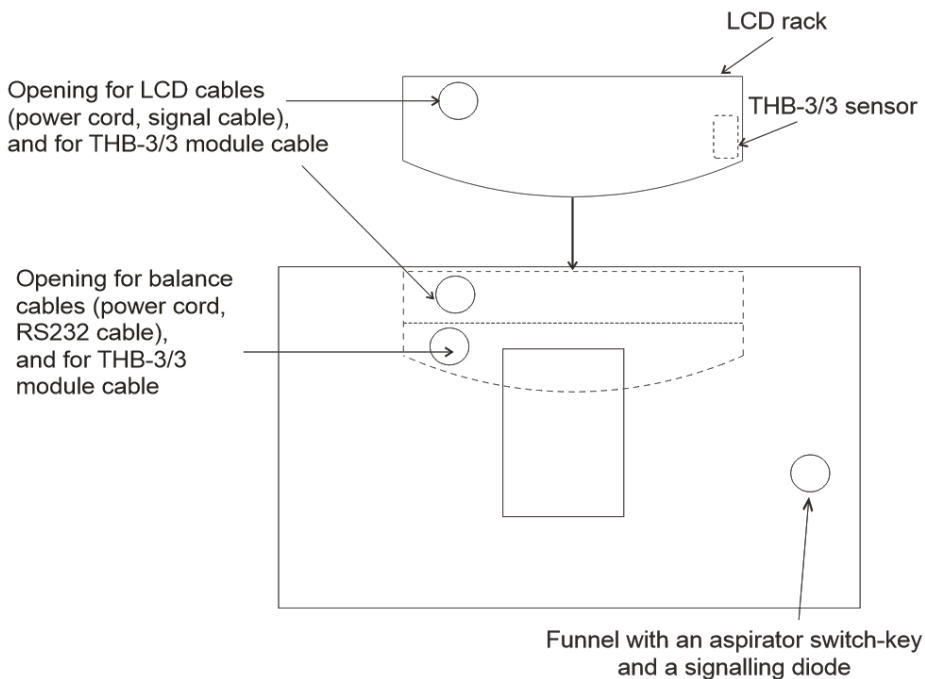 LCD rack
Opening for LCD cables
(power cord, signal cable),
and for THB-3/3 module cable
THB-3/3 sensor
Opening for balance
cables (power cord,
RS232 cable),
and for THB-3/3
module cable
Funnel with an aspirator switch-key
and a signalling diode